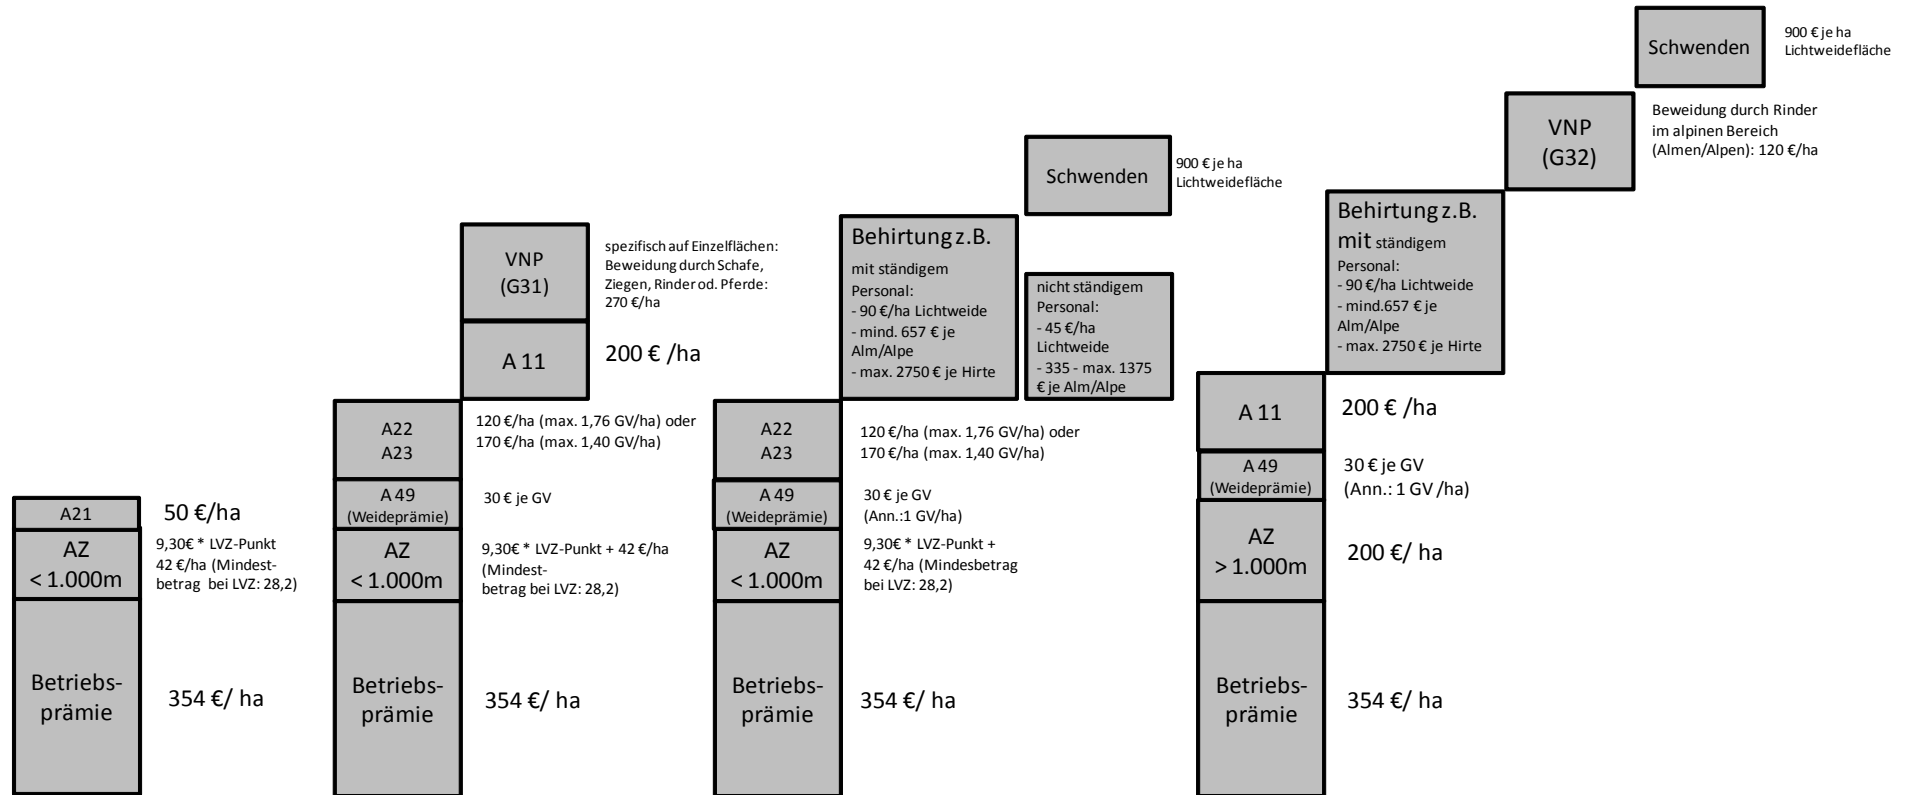 A21
50 €/ha
AZ
< 1.000m
9,30€ * LVZ-Punkt
42 €/ha (Mindest-
betrag bei LVZ: 28,2)
Betriebs-
prämie
354 €/ ha
VNP
(G31)
spezifisch auf Einzelflächen:
Beweidung durch Schafe,
Ziegen, Rinder od. Pferde:
270 €/ha
A 11
200 € /ha
A22
A23
120 €/ha (max. 1,76 GV/ha) oder
170 €/ha (max. 1,40 GV/ha)
A 49
(Weideprämie)
30 € je GV
AZ
< 1.000m
9,30€ * LVZ-Punkt + 42 €/ha
(Mindest-
betrag bei LVZ: 28,2)
Betriebs-
prämie
354 €/ ha
Schwenden
900 € je ha
Lichtweidefläche
Behirtung z.B.
mit ständigem
Personal:
- 90 €/ha Lichtweide
- mind. 657 € je
Alm/Alpe
- max. 2750 € je Hirte
nicht ständigem
Personal:
- 45 €/ha
Lichtweide
- 335 - max. 1375
€ je Alm/Alpe
A22
A23
120 €/ha (max. 1,76 GV/ha) oder
170 €/ha (max. 1,40 GV/ha)
A 49
(Weideprämie)
30 € je GV
(Ann.:1 GV/ha)
AZ
< 1.000m
9,30€ * LVZ-Punkt +
42 €/ha (Mindesbetrag
bei LVZ: 28,2)
Betriebs-
prämie
354 €/ ha
Schwenden
900 € je ha
Lichtweidefläche
VNP
(G32)
Beweidung durch Rinder
im alpinen Bereich
(Almen/Alpen): 120 €/ha
Behirtung z.B.
mit ständigem
Personal:
- 90 €/ha Lichtweide
- mind.657 € je
Alm/Alpe
- max. 2750 € je Hirte
A 11
200 € /ha
A 49
(Weideprämie)
30 € je GV
(Ann.: 1 GV /ha)
AZ
> 1.000m
200 €/ ha
Betriebs-
prämie
354 €/ ha